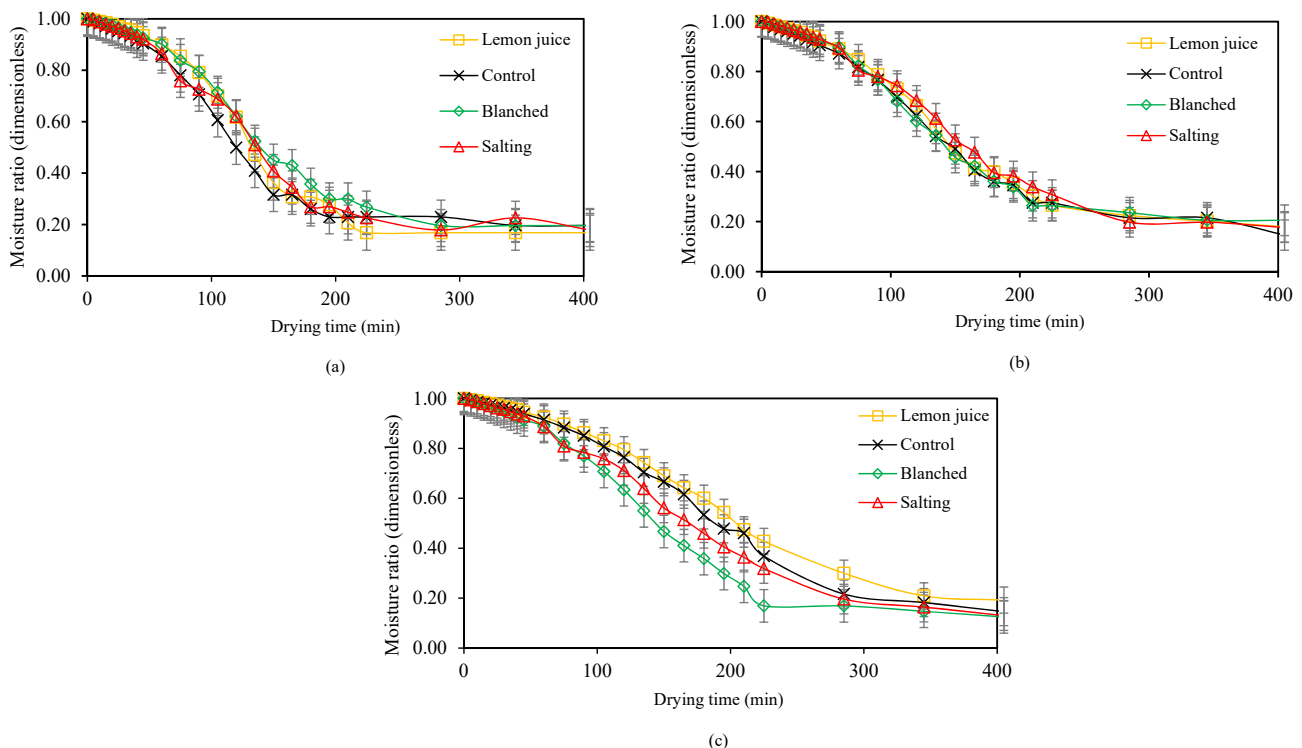 Moisture ratio (dimensionless)
1.00
0.80
0.60
0.40
0.20
0.00
Lemon juice
Control
Blanched
Salting
0
100
200
300
400
Drying time (min)
(a)
Moisture ratio (dimensionless)
1.00
0.80
0.60
0.40
0.20
0.00
Lemon juice
Control
Blanched
Salting
0
100
200
300
400
Drying time (min)
(b)
Moisture ratio (dimensionless)
1.00
0.80
0.60
0.40
0.20
0.00
Lemon juice
Control
Blanched
Salting
0
100
200
300
400
Drying time (min)
(c)